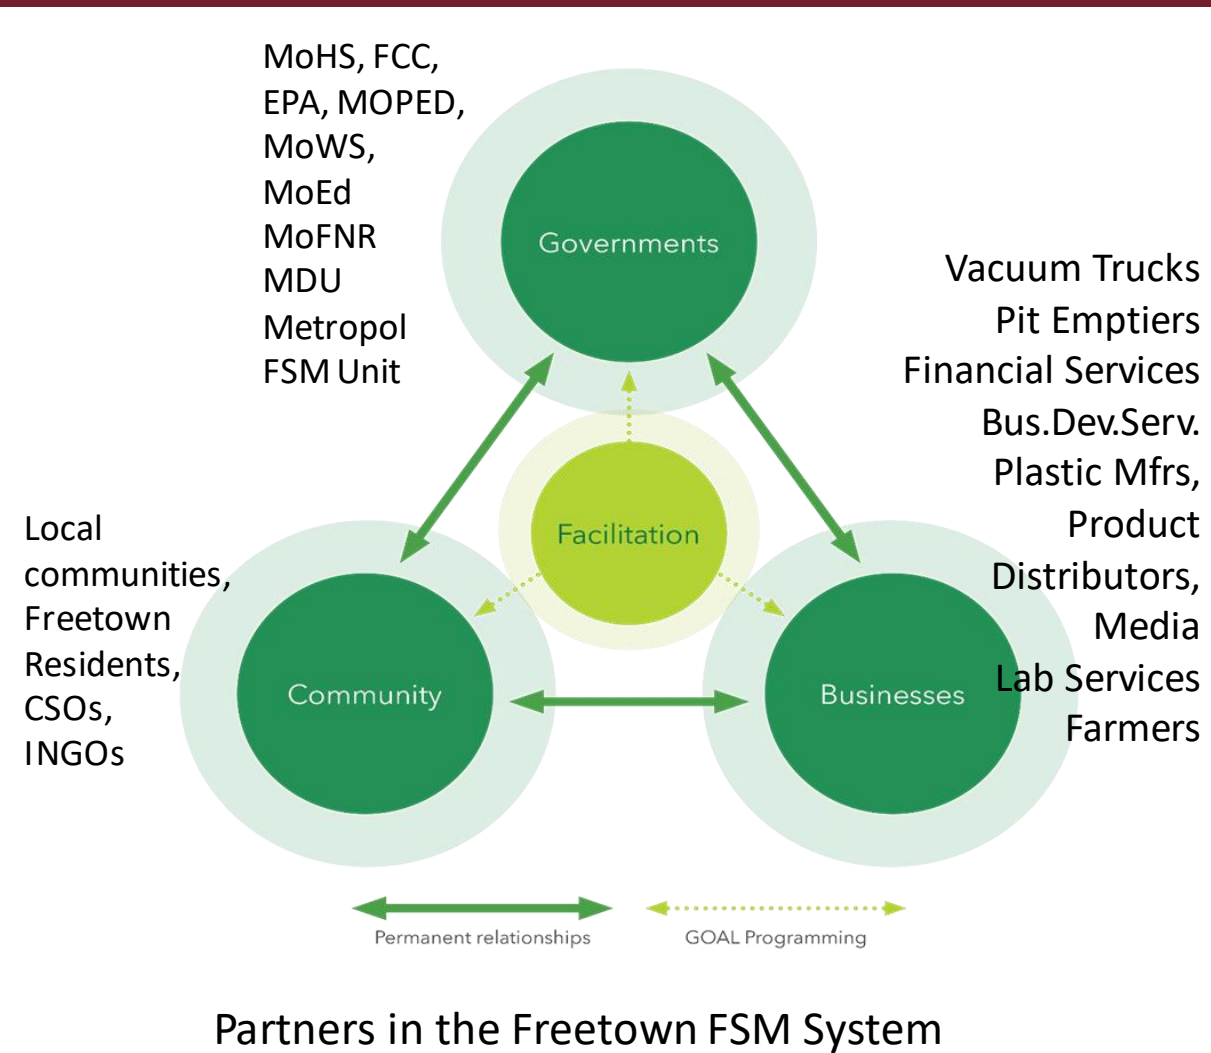 MoHS, FCC,
EPA, MOPED,
MoWS,
MoEd
MoFNR
MDU
Metropol
FSM Unit
Governments
Vacuum Trucks
Pit Emptiers
Financial Services
Bus.Dev.Serv.
Plastic Mfrs,
Product
Distributors,
Media
Lab Services
Farmers
Facilitation
Local
communities,
Freetown
Residents,
CSOs,
INGOs
Community
Businesses
Permanent relationships
GOAL Programming
Partners in the Freetown FSM System